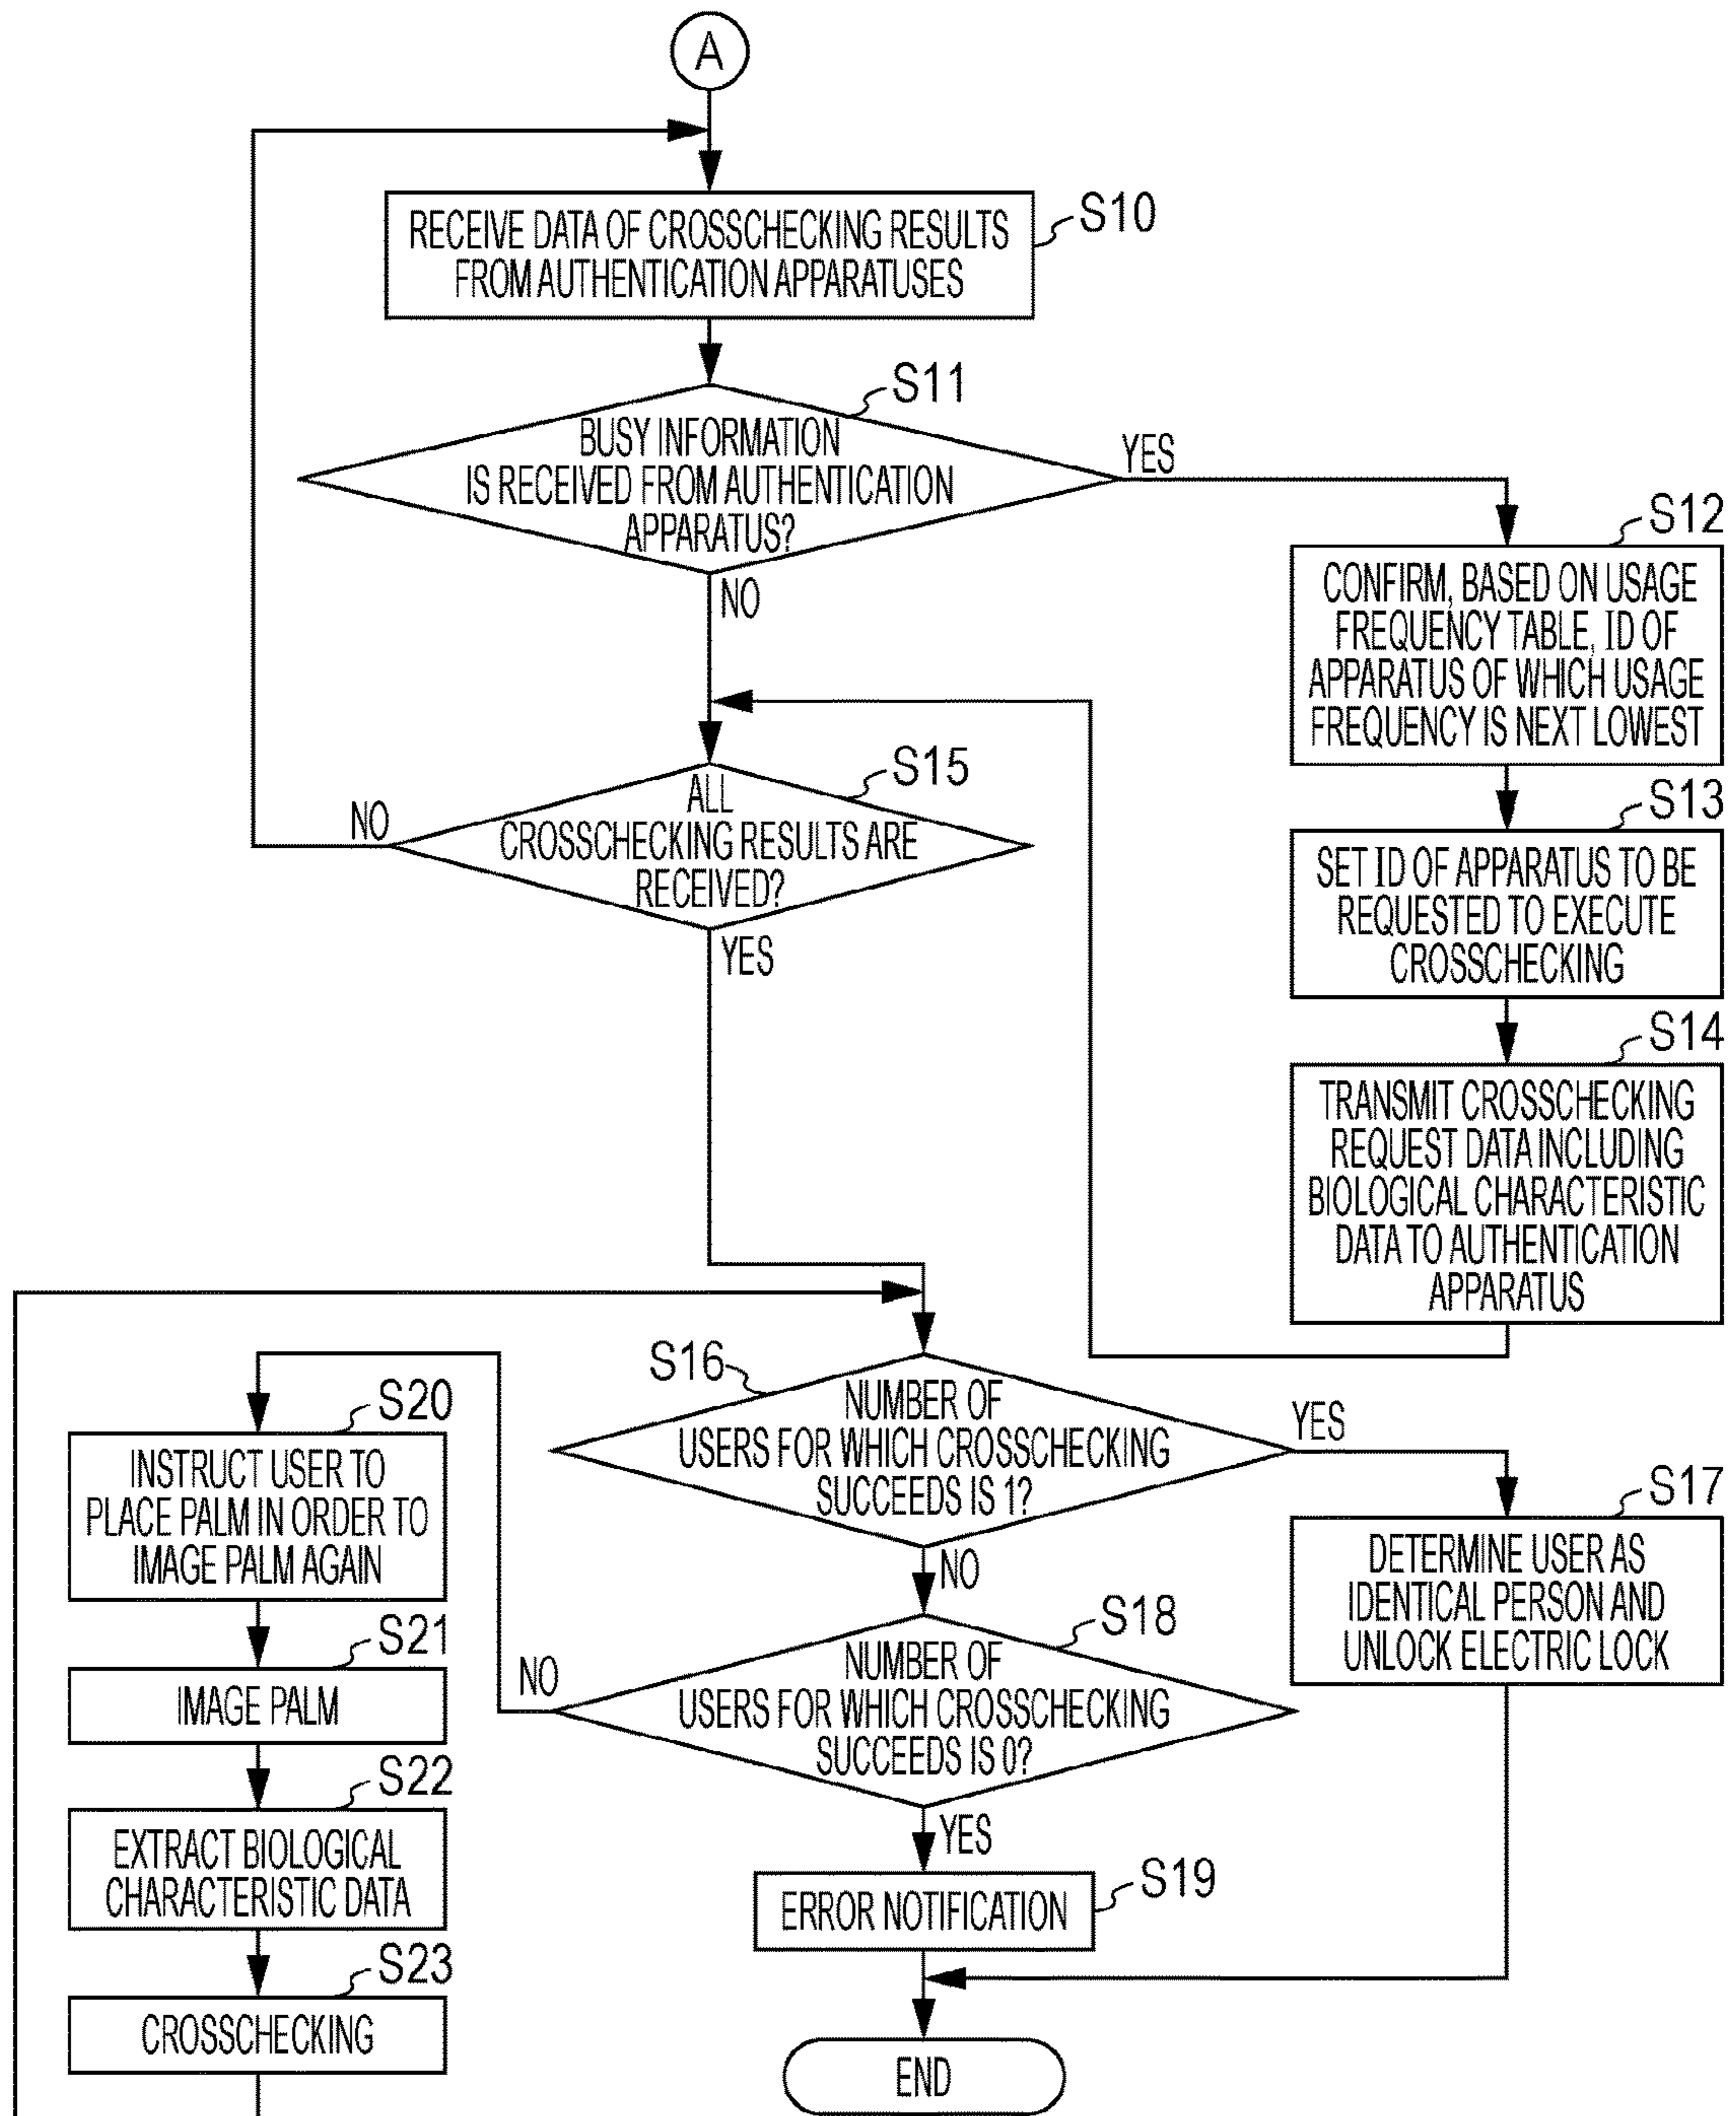 A
RECEIVE DATA OF CROSSCHECKING RESULTS
FROM AUTHENTICATION APPARATUSES
S10
BUSY INFORMATION
IS RECEIVED FROM AUTHENTICATION
APPARATUS?
S11
YES
NO
S12
CONFIRM, BASED ON USAGE
FREQUENCY TABLE, ID OF
APPARATUS OF WHICH USAGE
FREQUENCY IS NEXT LOWEST
S13
SET ID OF APPARATUS TO BE
REQUESTED TO EXECUTE
CROSSCHECKING
S14
TRANSMIT CROSSCHECKING
REQUEST DATA INCLUDING
BIOLOGICAL CHARACTERISTIC
DATA TO AUTHENTICATION
APPARATUS
S15
ALL
CROSSCHECKING RESULTS ARE
RECEIVED?
NO
YES
S16
NUMBER OF
USERS FOR WHICH CROSSCHECKING
SUCCEEDS IS 1?
YES
NO
S17
DETERMINE USER AS
IDENTICAL PERSON AND
UNLOCK ELECTRIC LOCK
S18
NUMBER OF
USERS FOR WHICH CROSSCHECKING
SUCCEEDS IS 0?
NO
YES
S19
ERROR NOTIFICATION
S20
INSTRUCT USER TO
PLACE PALM IN ORDER TO
IMAGE PALM AGAIN
S21
IMAGE PALM
S22
EXTRACT BIOLOGICAL
CHARACTERISTIC DATA
S23
CROSSCHECKING
END